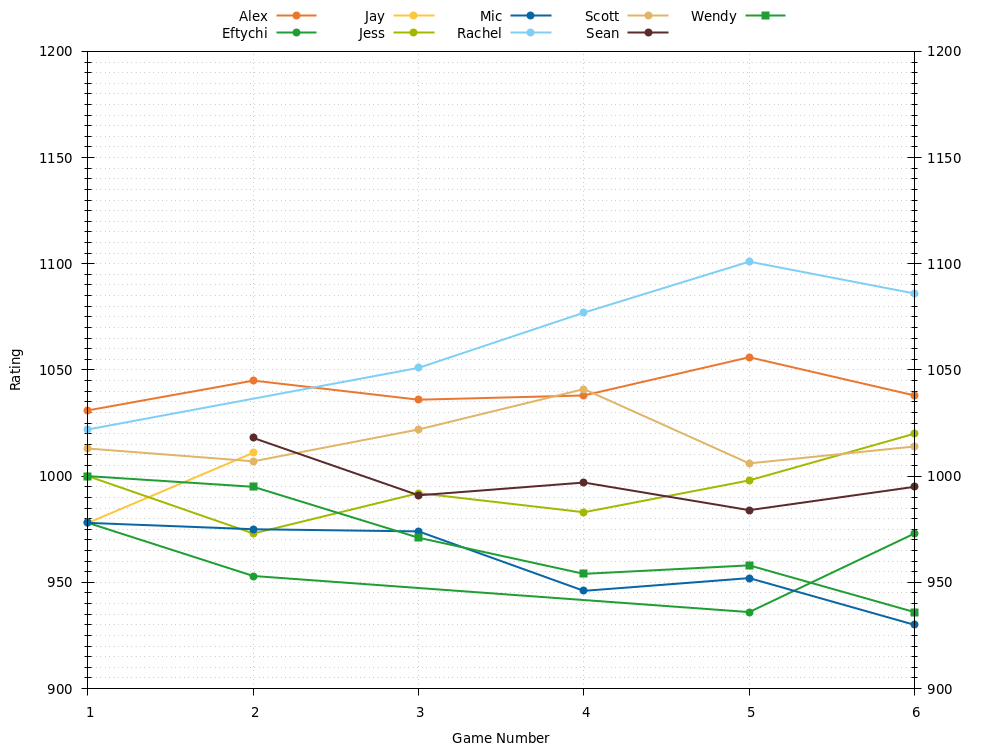 Alex Jay Mic Scott Wendy
Eftychi Jess Rachel Sean
1200 1200
1150 1150
1100 1100
1050 1050
Rating
1000 1000
950 950
900 900
1 2 3 4 5 6
Game Number